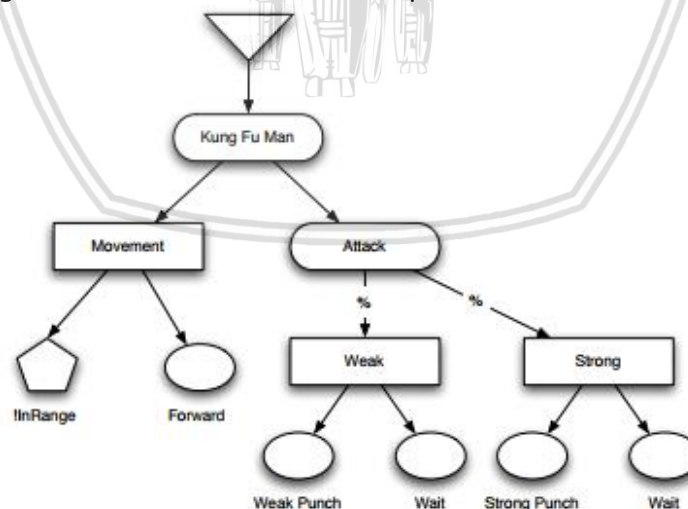 Kung Fu Man
Movement
Attack
%
%
Weak
Strong
!InRange
Forward
Weak Punch
Wait
Strong Punch
Wait